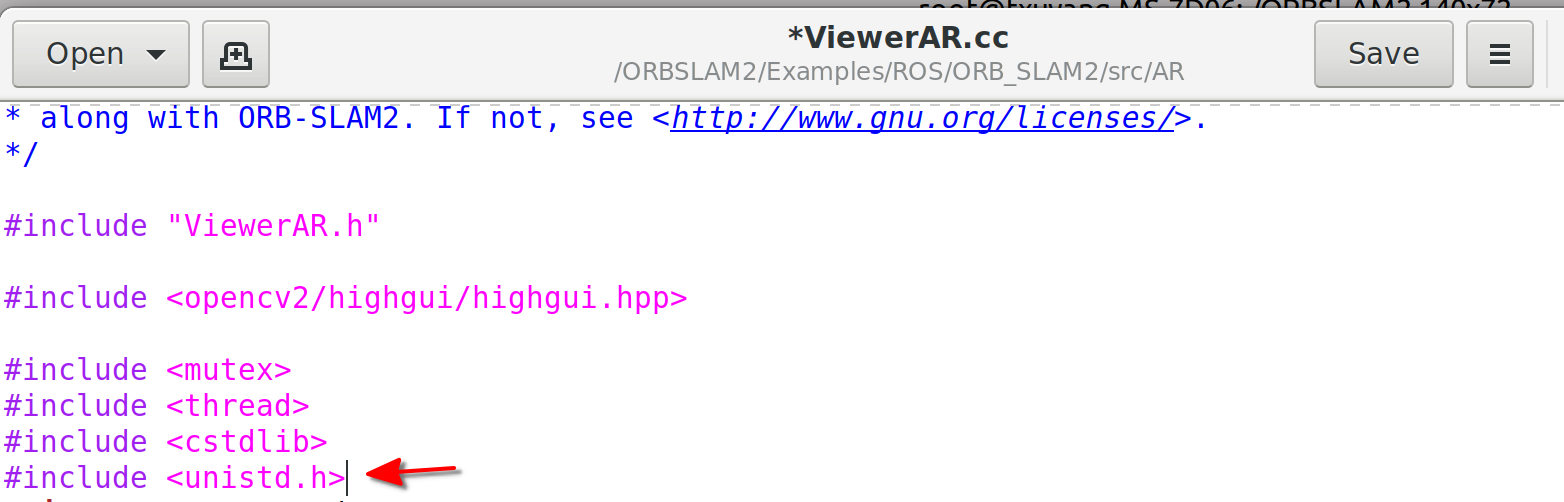 Open
*ViewerAR.cc
/ORBSLAM2/Examples/ROS/ORB_SLAM2/src/AR
Save
* along with ORB-SLAM2. If not, see <http://www.gnu.org/licenses/>.
*/
#include "ViewerAR.h"
#include <opencv2/highgui/highgui.hpp>
#include <mutex>
#include <thread>
#include <cstdlib>
#include <unistd.h>